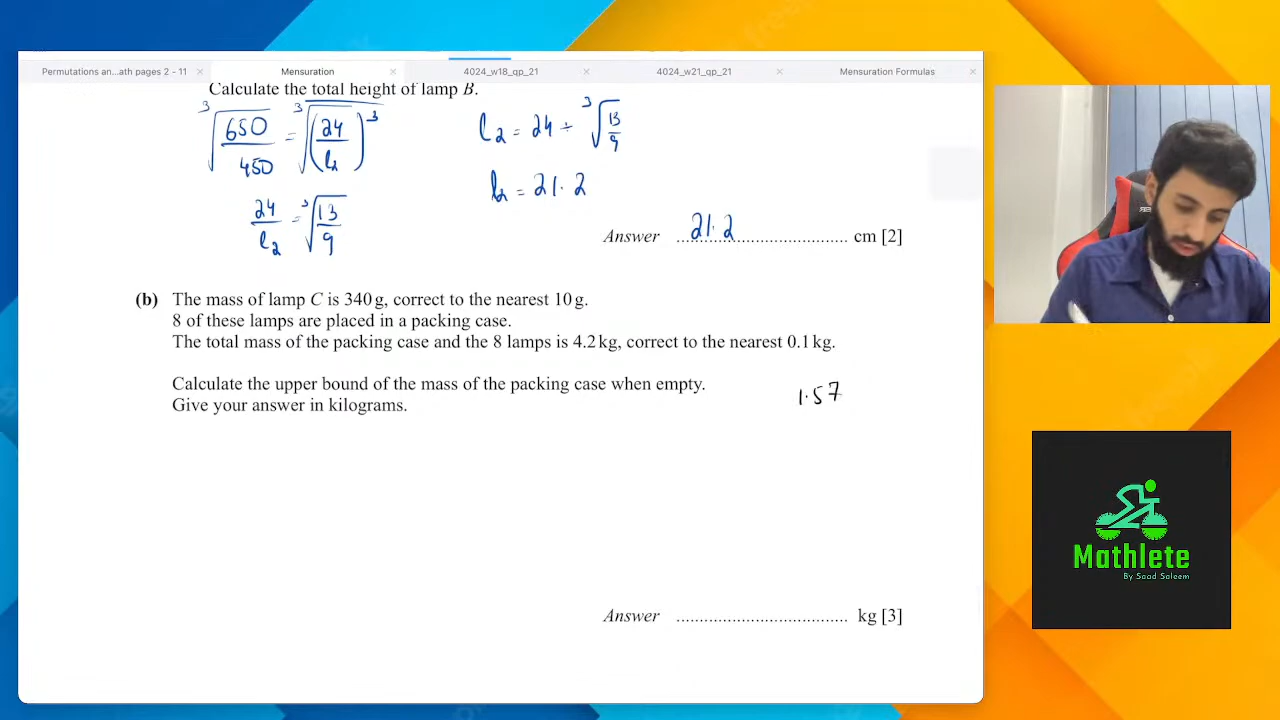 Permutations an...ath pages 2 - 11
Mensuration
4024_w18_qp_21
4024_w21_qp_21
Mensuration Formulas
Calculate the total height of lamp B.
∛(650/450) = ∛((24/l₂)³)
l₂ = 24 ÷ ∛(13/9)
l₂ = 21.2
24/l₂ = ∛(13/9)
Answer 21.2 cm [2]
(b) The mass of lamp C is 340 g, correct to the nearest 10 g.
8 of these lamps are placed in a packing case.
The total mass of the packing case and the 8 lamps is 4.2 kg, correct to the nearest 0.1 kg.
Calculate the upper bound of the mass of the packing case when empty.
1.57
Give your answer in kilograms.
Answer ...................................... kg [3]
Mathlete
By Saad Saleem